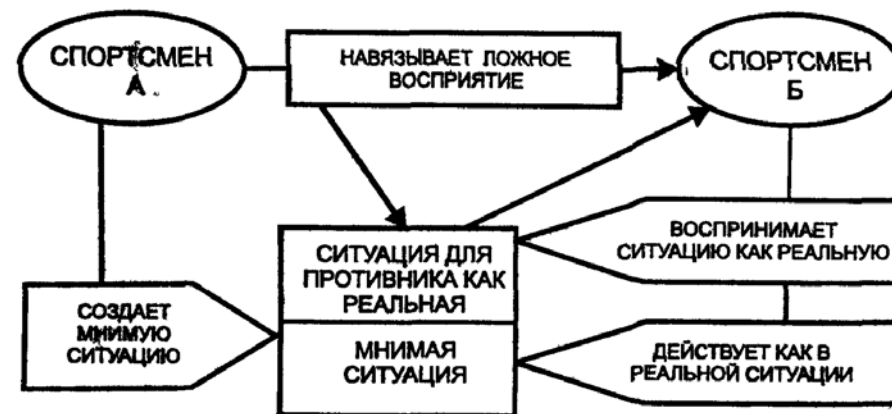 СПОРТСМЕН
А
НАВЯЗЫВАЕТ ЛОЖНОЕ
ВОСПРИЯТИЕ
СПОРТСМЕН
Б
СИТУАЦИЯ ДЛЯ
ПРОТИВНИКА КАК
РЕАЛЬНАЯ
ВОСПРИНИМАЕТ
СИТУАЦИЮ КАК РЕАЛЬНУЮ
СОЗДАЕТ
МНИМУЮ
СИТУАЦИЮ
МНИМАЯ
СИТУАЦИЯ
ДЕЙСТВУЕТ КАК В
РЕАЛЬНОЙ СИТУАЦИИ